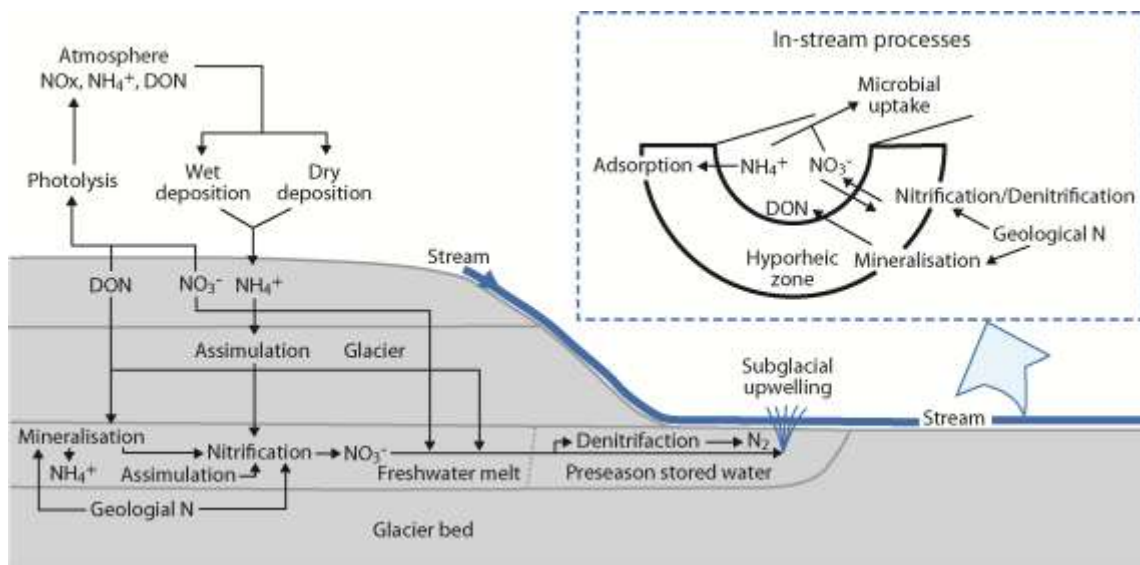 Atmosphere
NOx, NH₄⁺, DON
Photolysis
Wet
deposition
Dry
deposition
DON
NO₃⁻
NH₄⁺
Assimulation
Glacier
Stream
Mineralisation
NH₄⁺
Assimulation
Nitrification
NO₃⁻
Freshwater melt
Geologial N
Glacier bed
Denitrifaction
N₂
Preseason stored water
Subglacial
upwelling
Stream
In-stream processes
Microbial
uptake
Adsorption
NH₄⁺
NO₃⁻
DON
Nitrification/Denitrification
Geological N
Mineralisation
Hyporheic
zone